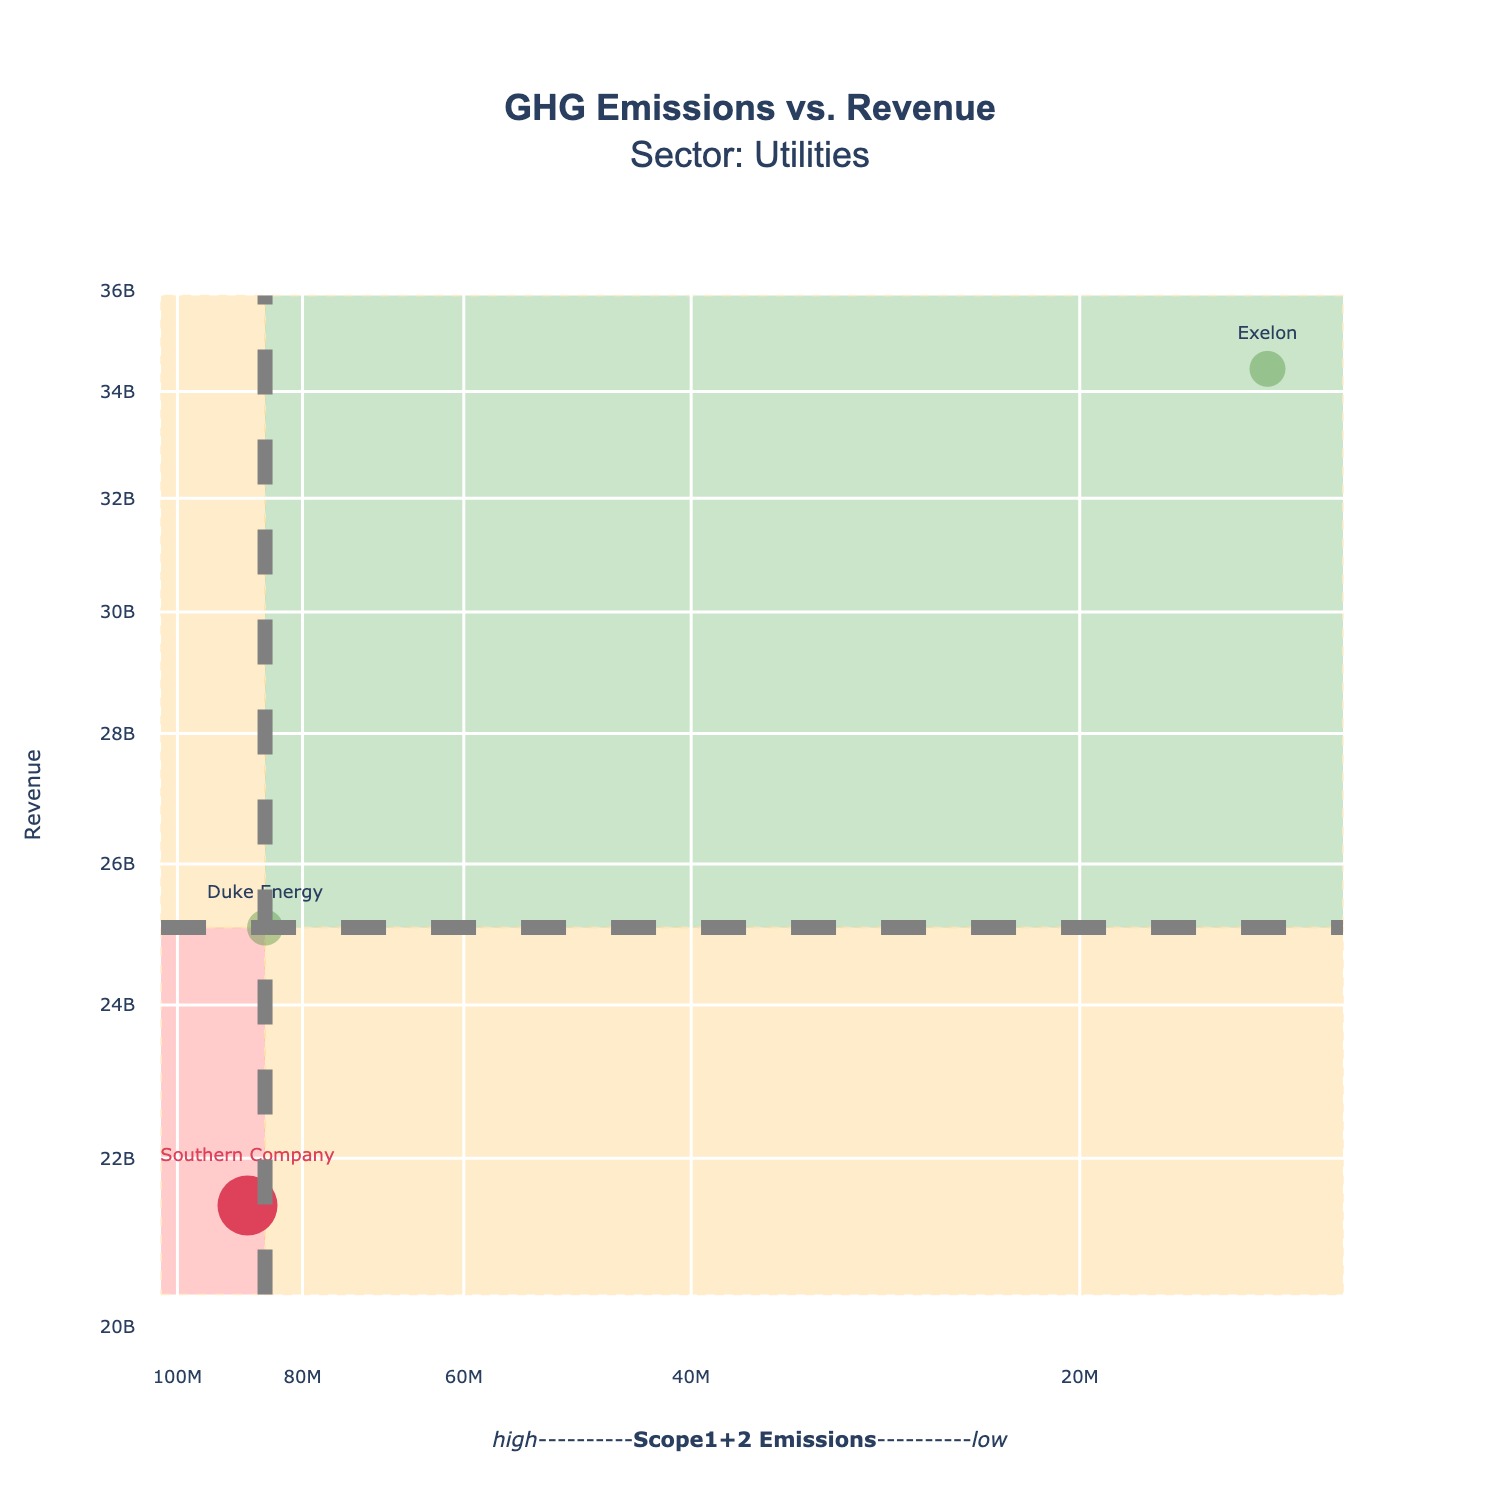 GHG Emissions vs. Revenue
Sector: Utilities
36B
Exelon
34B
32B
30B
28B
Revenue
26B
Duke Energy
24B
Southern Company
22B
20B
100M 80M 60M 40M 20M
high----------Scope1+2 Emissions----------low